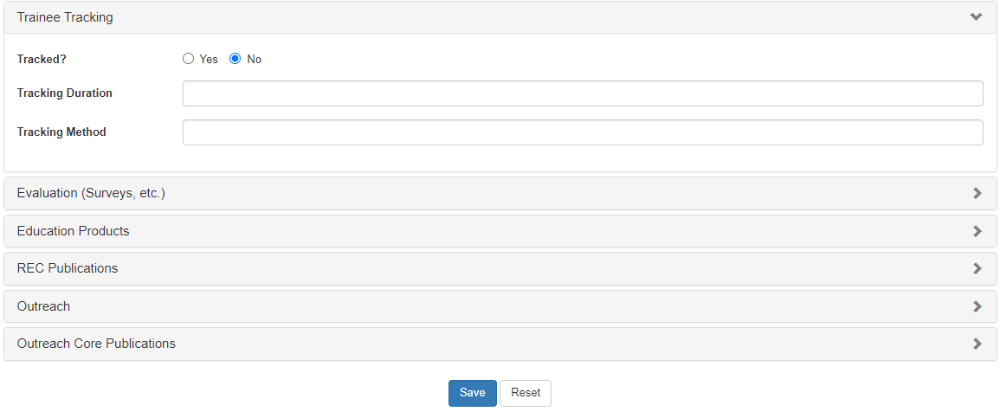 Trainee Tracking
Tracked? Yes No
Tracking Duration
Tracking Method
Evaluation (Surveys, etc.)
Education Products
REC Publications
Outreach
Outreach Core Publications
Save Reset